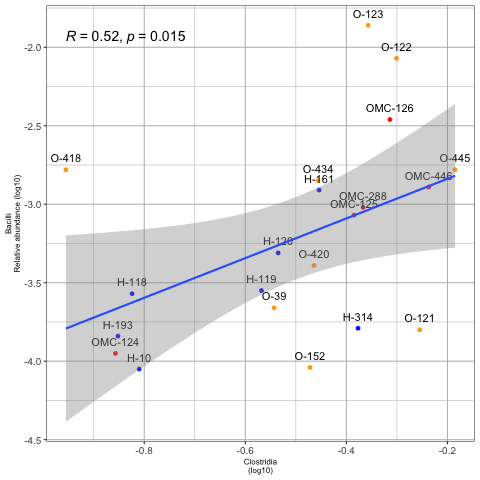 R = 0.52, p = 0.015
O-123
O-122
OMC-126
O-418
O-445
O-434
OMC-446
H-161
OMC-288
OMC-125
H-120
O-420
H-119
H-118
O-39
H-314
O-121
H-193
OMC-124
H-10
O-152
-2.0
-2.5
-3.0
-3.5
-4.0
-4.5
-0.8
-0.6
-0.4
-0.2
Bacilli
Relative abundance (log10)
Clostridia
(log10)